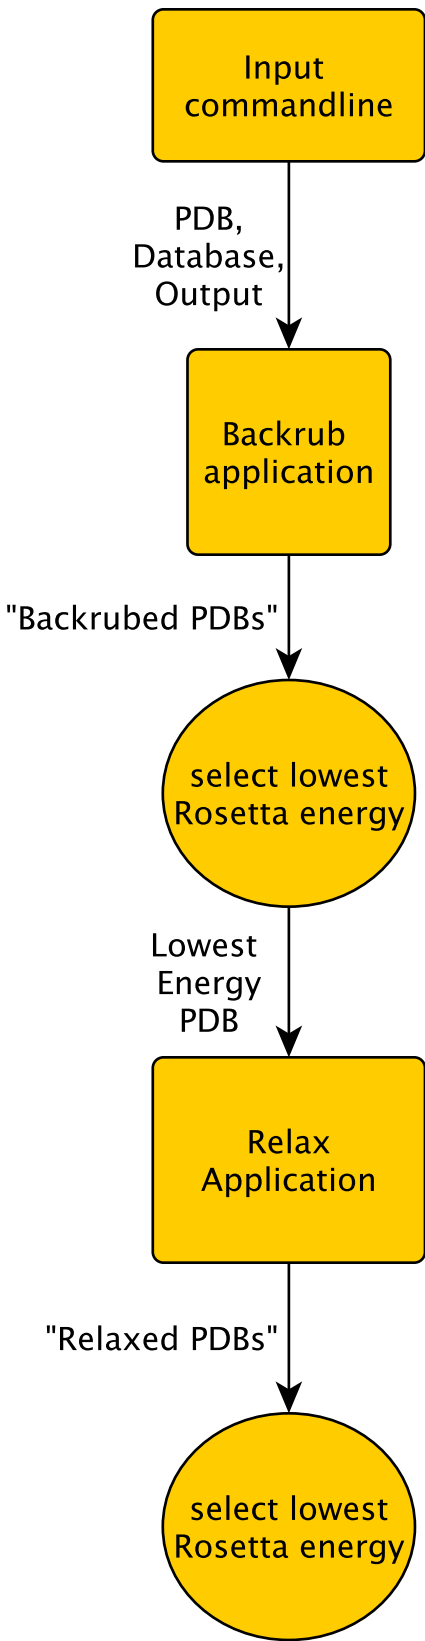 Input
commandline
PDB,
Database,
Output
Backrub
application
"Backrubed PDBs"
select lowest
Rosetta energy
Lowest
Energy
PDB
Relax
Application
"Relaxed PDBs"
select lowest
Rosetta energy